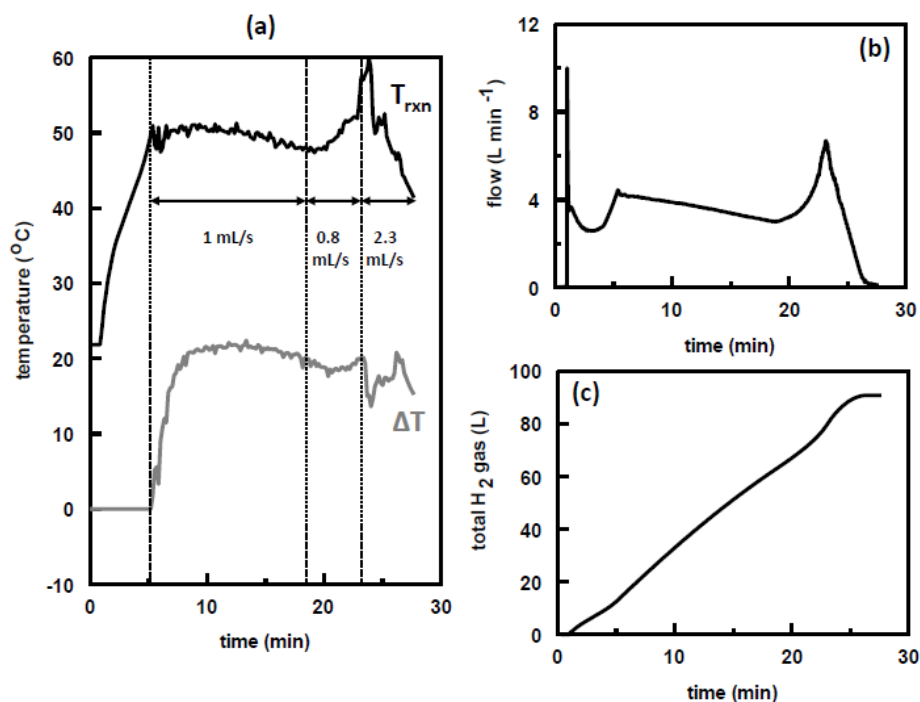 (a)
60
50
40
30
20
10
0
-10
temperature (°C)
T rxn
1 mL/s
0.8
mL/s
2.3
mL/s
ΔT
0 10 20 30
time (min)
(b)
12
8
4
0
flow (L min -1)
0 10 20 30
time (min)
(c)
100
80
60
40
20
0
total H 2 gas (L)
0 10 20 30
time (min)